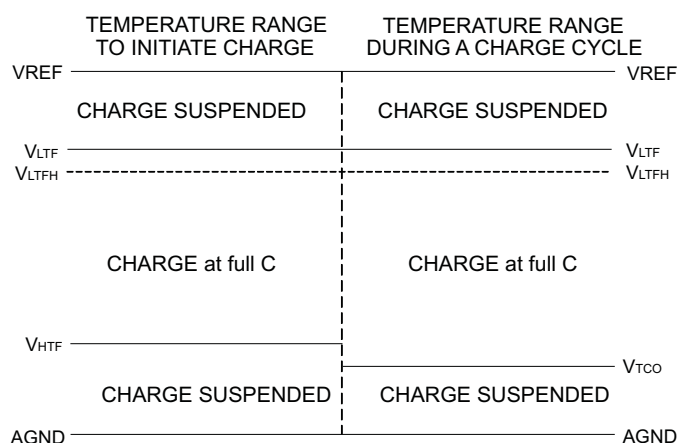 TEMPERATURE RANGE
TO INITIATE CHARGE
TEMPERATURE RANGE
DURING A CHARGE CYCLE
VREF
VREF
CHARGE SUSPENDED
CHARGE SUSPENDED
VLTF
VLTF
VLTFH
VLTFH
CHARGE at full C
CHARGE at full C
VHTF
VTCO
CHARGE SUSPENDED
CHARGE SUSPENDED
AGND
AGND